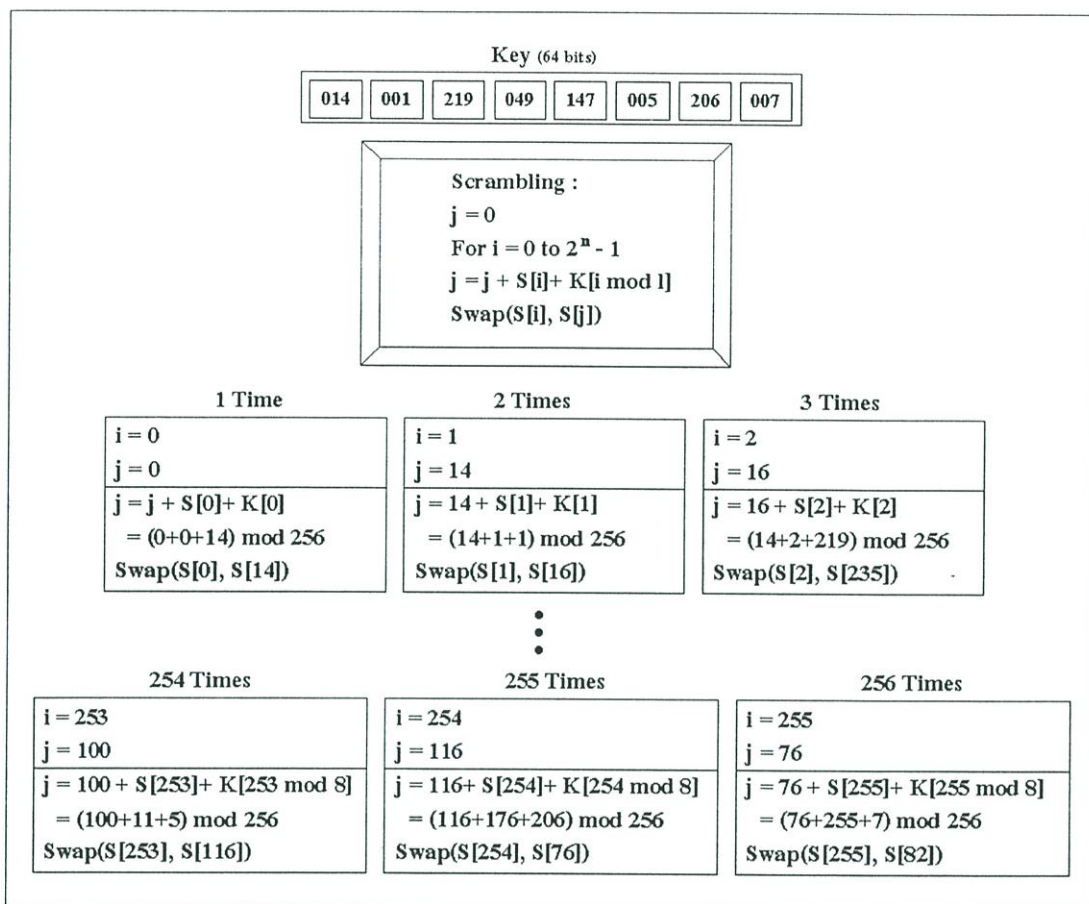 Key (64 bits)
014 001 219 049 147 005 206 007
Scrambling :
j = 0
For i = 0 to 2ⁿ - 1
j =j + S[i]+ K[i mod l]
Swap(S[i], S[j])
1 Time
i = 0
j = 0
j = j + S[0]+ K[0]
= (0+0+14) mod 256
Swap(S[0], S[14])
2 Times
i = 1
j = 14
j = 14 + S[1]+ K[1]
= (14+1+1) mod 256
Swap(S[1], S[16])
3 Times
i = 2
j = 16
j = 16 + S[2]+ K[2]
= (14+2+219) mod 256
Swap(S[2], S[235])
254 Times
i = 253
j = 100
j = 100 + S[253]+ K[253 mod 8]
= (100+11+5) mod 256
Swap(S[253], S[116])
255 Times
i = 254
j = 116
j = 116+ S[254]+ K[254 mod 8]
= (116+176+206) mod 256
Swap(S[254], S[76])
256 Times
i = 255
j = 76
j = 76 + S[255]+ K[255 mod 8]
= (76+255+7) mod 256
Swap(S[255], S[82])